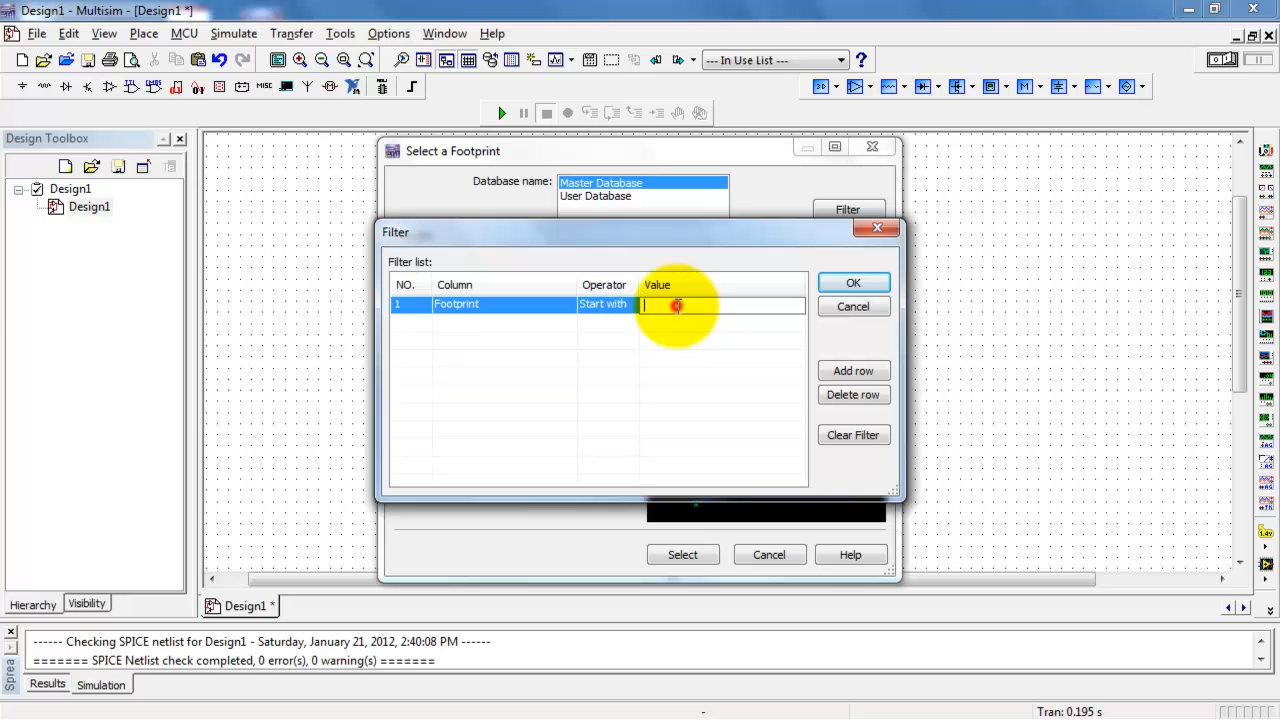 Design1 - Multisim - [Design1 *]
File Edit View Place MCU Simulate Transfer Tools Options Window Help
--- In Use List ---
MISC
Design Toolbox
Design1
Design1
Select a Footprint
Database name: Master Database
User Database
Filter
Filter
Filter list:
NO. Column Operator Value
1 Footprint Start with
OK
Cancel
Add row
Delete row
Clear Filter
Select Cancel Help
Hierarchy Visibility
Design1 *
------ Checking SPICE netlist for Design1 - Saturday, January 21, 2012, 2:40:08 PM ------
======= SPICE Netlist check completed, 0 error(s), 0 warning(s) =======
Sprea
Results Simulation
- Tran: 0.195 s